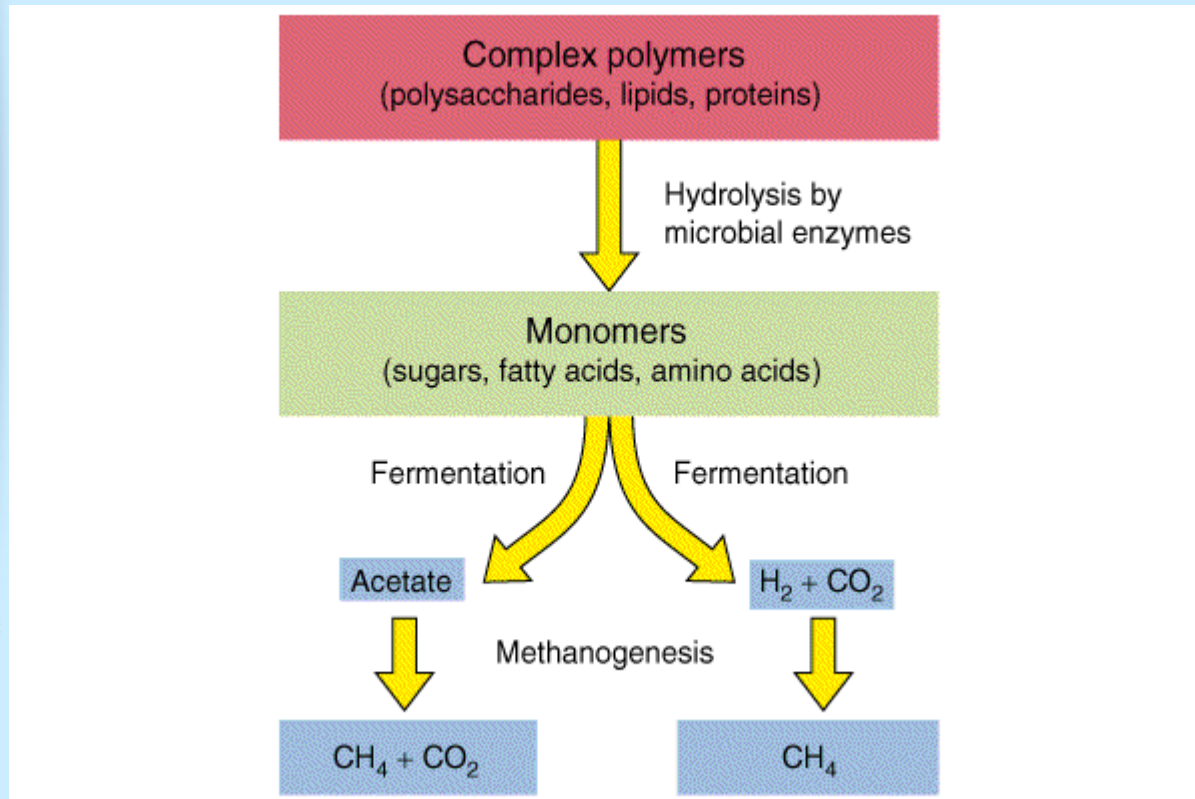 Complex polymers
(polysaccharides, lipids, proteins)
Hydrolysis by
microbial enzymes
Monomers
(sugars, fatty acids, amino acids)
Fermentation
Fermentation
Acetate
H₂ + CO₂
Methanogenesis
CH₄ + CO₂
CH₄